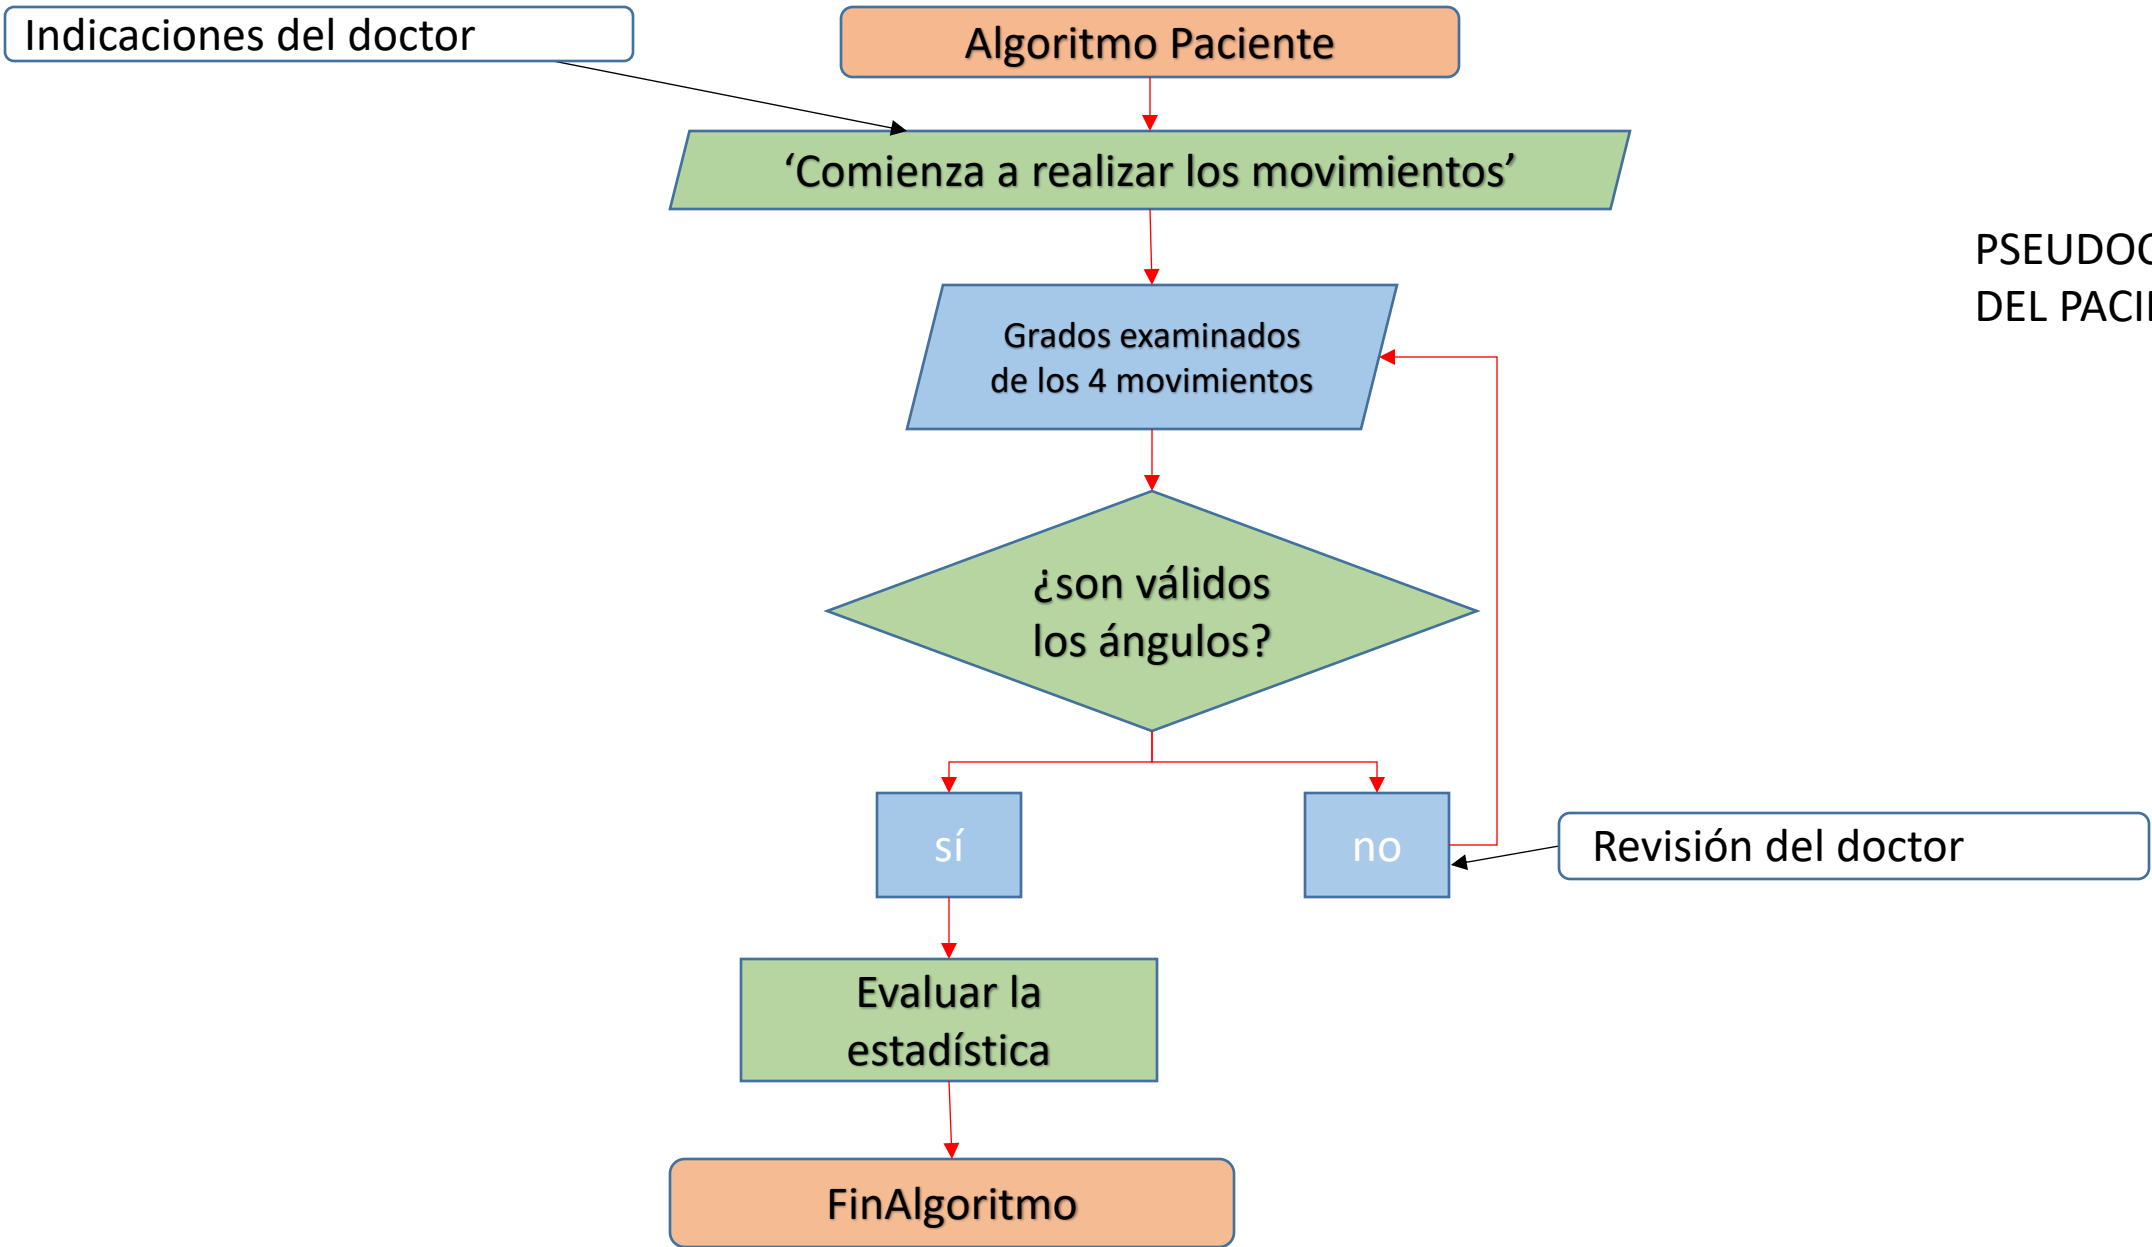 Indicaciones del doctor
Algoritmo Paciente
‘Comienza a realizar los movimientos’
Grados examinados
de los 4 movimientos
DEL
¿son válidos
los ángulos?
sí
no
Revisión del doctor
Evaluar la
estadística
FinAlgoritmo